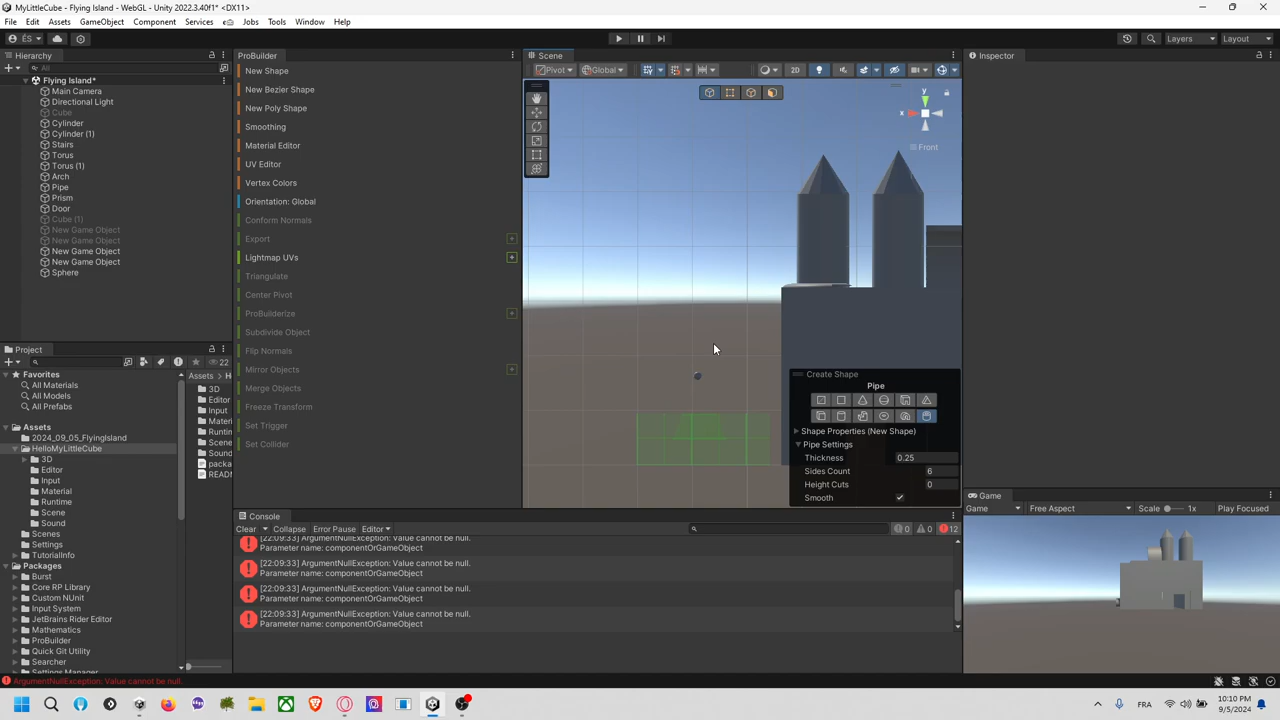 MyLittleCube - Flying Island - WebGL - Unity 2022.3.40f1* <DX11>
File Edit Assets GameObject Component Services Jobs Tools Window Help
ÉS
Layers Layout
Hierarchy
All
Flying Island*
Main Camera
Directional Light
Cube
Cylinder
Cylinder (1)
Stairs
Torus
Torus (1)
Arch
Pipe
Prism
Door
Cube (1)
New Game Object
New Game Object
New Game Object
New Game Object
Sphere
ProBuilder
New Shape
New Bezier Shape
New Poly Shape
Smoothing
Material Editor
UV Editor
Vertex Colors
Orientation: Global
Conform Normals
Export
Lightmap UVs
Triangulate
Center Pivot
ProBuilderize
Subdivide Object
Flip Normals
Mirror Objects
Merge Objects
Freeze Transform
Set Trigger
Set Collider
Scene
Pivot Global
2D
y
x
Front
Create Shape
Pipe
Shape Properties (New Shape)
Pipe Settings
Thickness 0.25
Sides Count 6
Height Cuts 0
Smooth
Inspector
Project
22
Favorites
All Materials
All Models
All Prefabs
Assets
2024_09_05_FlyingIsland
HelloMyLittleCube
3D
Editor
Input
Material
Runtime
Scene
Sound
Scenes
Settings
TutorialInfo
Packages
Burst
Core RP Library
Custom NUnit
Input System
JetBrains Rider Editor
Mathematics
ProBuilder
Quick Git Utility
Searcher
Settings Manager
Assets
3D
Editor
Input
Mater
Runtin
Scene
Sound
packa
READ
Console
Clear Collapse Error Pause Editor
0 0 12
[22:09:33] ArgumentNullException: Value cannot be null.
Parameter name: componentOrGameObject
[22:09:33] ArgumentNullException: Value cannot be null.
Parameter name: componentOrGameObject
[22:09:33] ArgumentNullException: Value cannot be null.
Parameter name: componentOrGameObject
[22:09:33] ArgumentNullException: Value cannot be null.
Parameter name: componentOrGameObject
Game
Game Free Aspect Scale 1x Play Focused
ArgumentNullException: Value cannot be null.
FRA
10:10 PM
9/5/2024